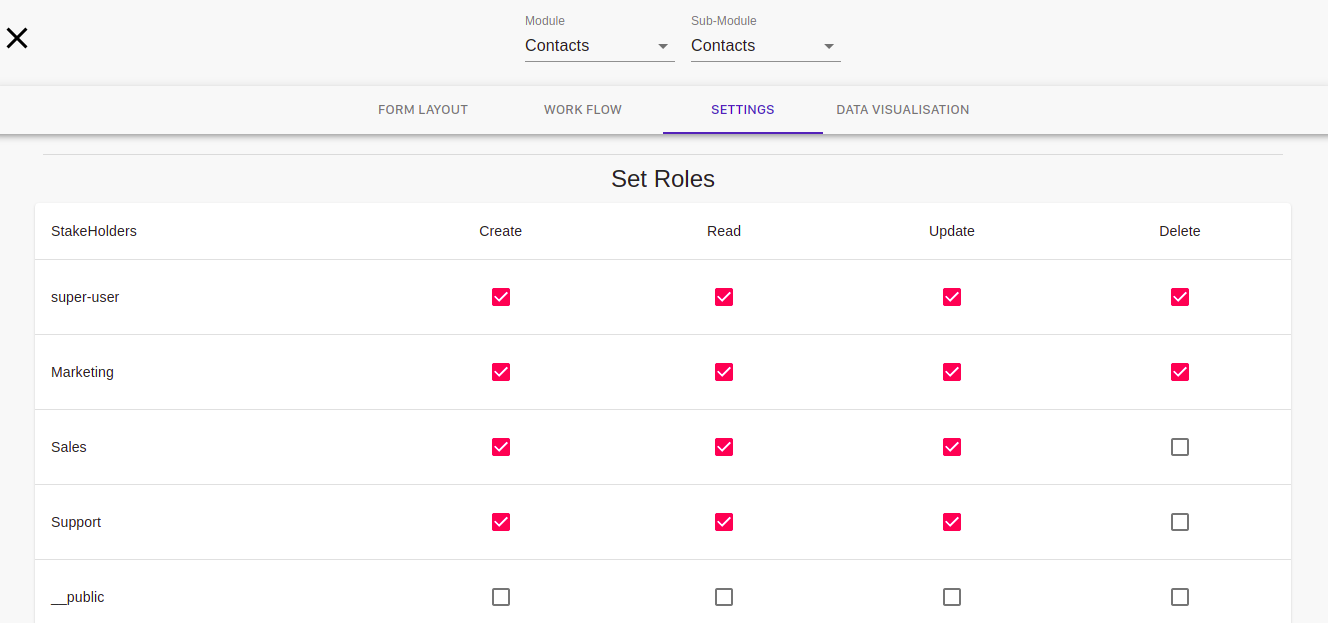 Module Sub-Module
Contacts Contacts
FORM LAYOUT WORK FLOW SETTINGS DATA VISUALISATION
Set Roles
StakeHolders Create Read Update Delete
super-user
Marketing
Sales
Support
__public